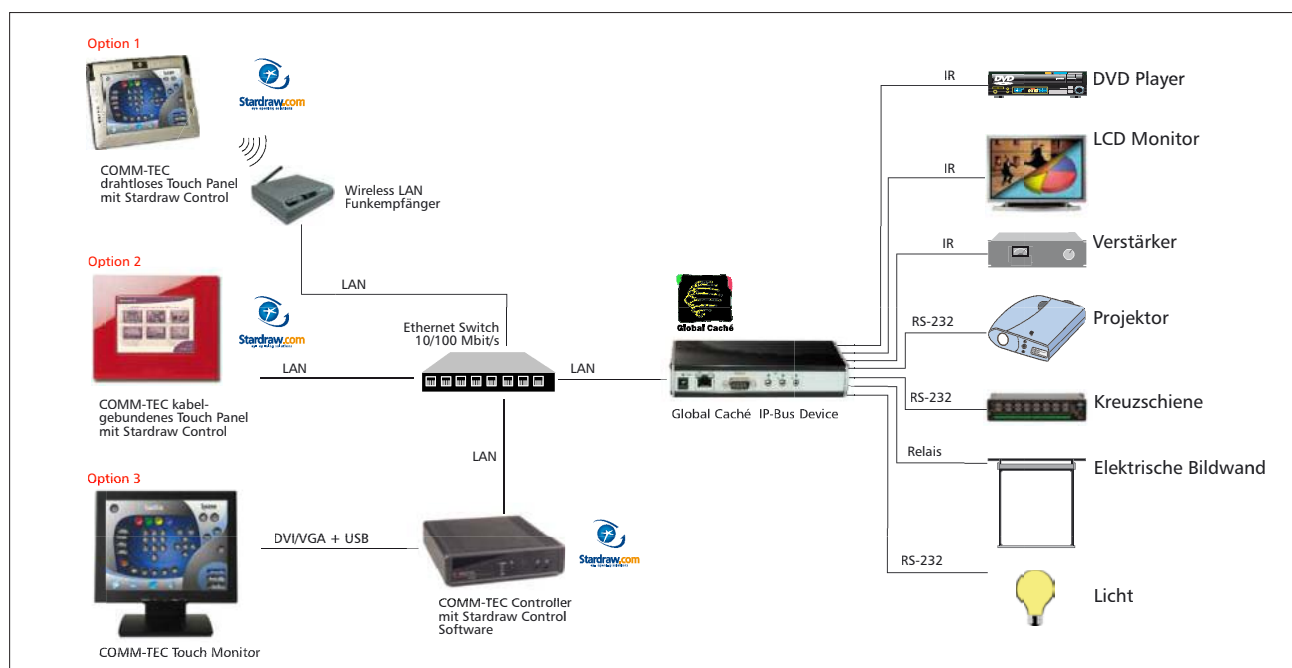 Option 1
Stardraw.com
COMM-TEC
drahtloses Touch Panel
mit Stardraw Control
Wireless LAN
Funkempfänger
LAN
Option 2
Stardraw.com
Ethernet Switch
10/100 Mbit/s
LAN
LAN
COMM-TEC kabel-
gebundenes Touch Panel
mit Stardraw Control
LAN
Option 3
DVI/VGA + USB
Stardraw.com
COMM-TEC Controller
mit Stardraw Control
Software
COMM-TEC Touch Monitor
Global Caché
Global Caché IP-Bus Device
IR
DVD
DVD Player
IR
LCD Monitor
IR
Verstärker
RS-232
Projektor
RS-232
Kreuzschiene
Relais
Elektrische Bildwand
RS-232
Licht